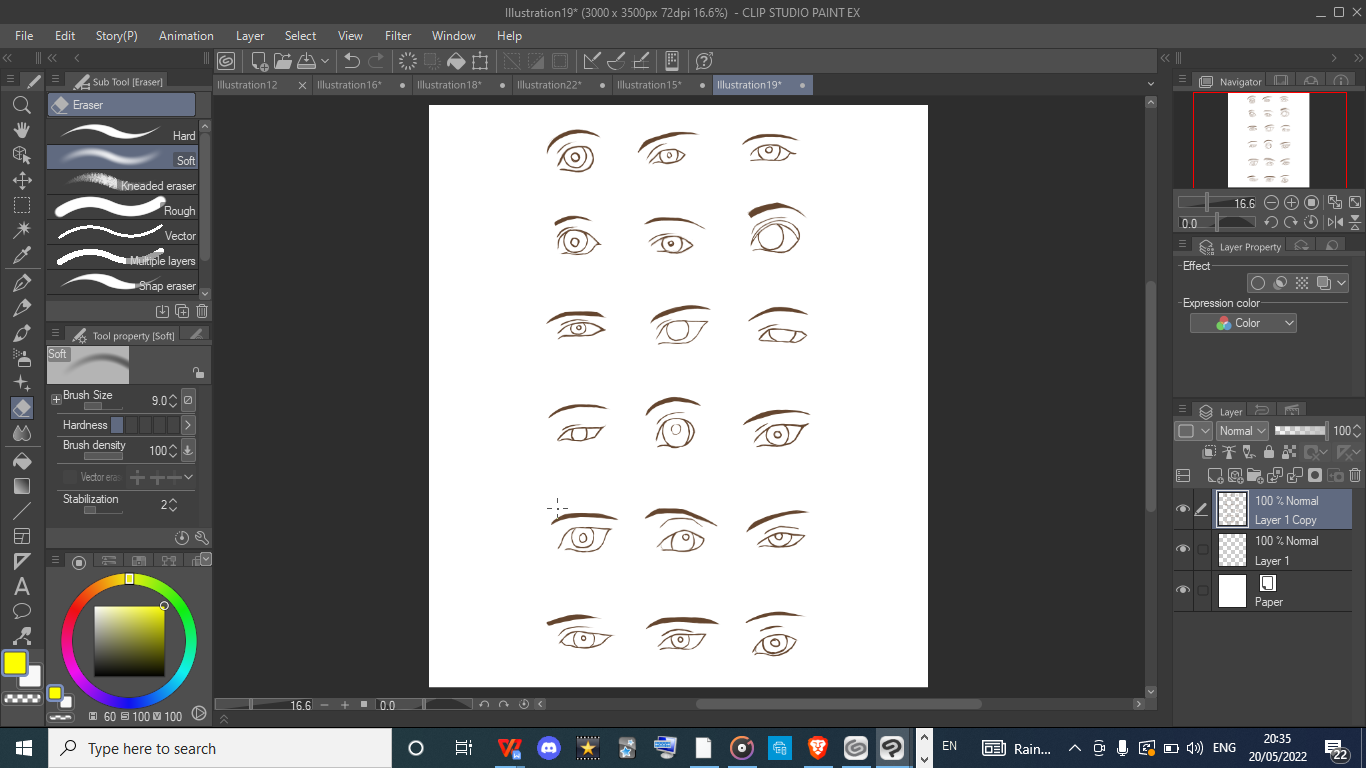 Illustration19* (3000 x 3500px 72dpi 16.6%)  - CLIP STUDIO PAINT EX
File Edit Story(P) Animation Layer Select View Filter Window Help
Sub Tool [Eraser]
Illustration12 Illustration16* Illustration18* Illustration22* Illustration15* Illustration19*
Navigator
Eraser
Hard
Soft
Kneaded eraser
Rough
Vector
Multiple layers
Snap eraser
16.6
0.0
Layer Property
Effect
Expression color
Color
Tool property [Soft]
Soft
Brush Size 9.0
Hardness
Brush density 100
Vector eras
Stabilization 2
Layer
Normal 100
100 % Normal
Layer 1 Copy
100 % Normal
Layer 1
Paper
16.6 0.0
60 100 100
Type here to search
EN
Rain...
ENG
20:35
20/05/2022
22